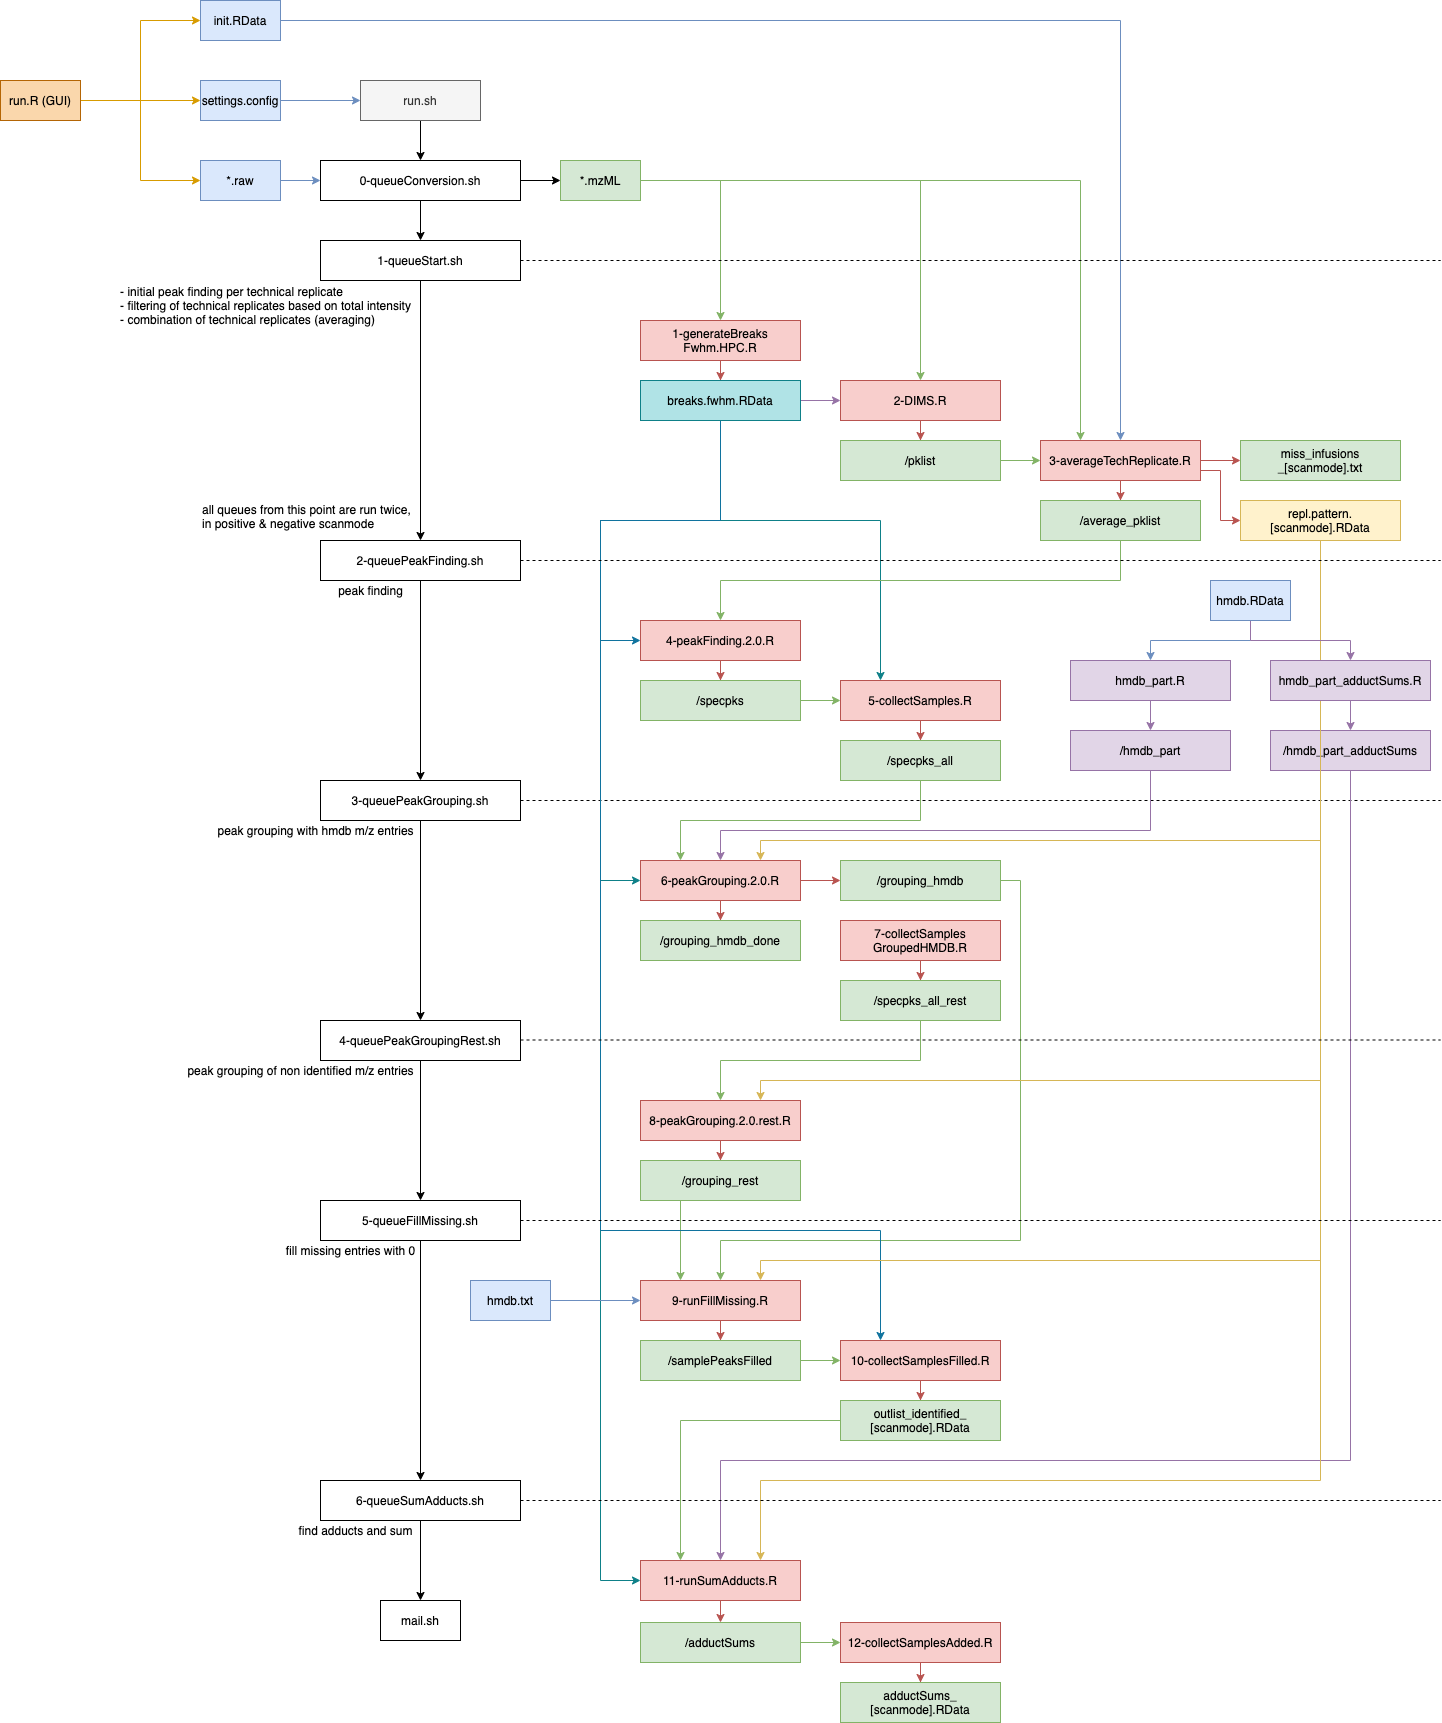 init.RData
run.R (GUI)
settings.config
run.sh
*.raw
0-queueConversion.sh
*.mzML
1-queueStart.sh
- initial peak finding per technical replicate
- filtering of technical replicates based on total intensity
- combination of technical replicates (averaging)
1-generateBreaks
Fwhm.HPC.R
breaks.fwhm.RData
2-DIMS.R
/pklist
3-averageTechReplicate.R
miss_infusions
_[scanmode].txt
/average_pklist
repl.pattern.
[scanmode].RData
all queues from this point are run twice,
in positive & negative scanmode
2-queuePeakFinding.sh
peak finding
hmdb.RData
4-peakFinding.2.0.R
hmdb_part.R
hmdb_part_adductSums.R
/specpks
5-collectSamples.R
/specpks_all
/hmdb_part
/hmdb_part_adductSums
3-queuePeakGrouping.sh
peak grouping with hmdb m/z entries
6-peakGrouping.2.0.R
/grouping_hmdb
/grouping_hmdb_done
7-collectSamples
GroupedHMDB.R
/specpks_all_rest
4-queuePeakGroupingRest.sh
peak grouping of non identified m/z entries
8-peakGrouping.2.0.rest.R
/grouping_rest
5-queueFillMissing.sh
fill missing entries with 0
hmdb.txt
9-runFillMissing.R
/samplePeaksFilled
10-collectSamplesFilled.R
outlist_identified_
[scanmode].RData
6-queueSumAdducts.sh
find adducts and sum
11-runSumAdducts.R
mail.sh
/adductSums
12-collectSamplesAdded.R
adductSums_
[scanmode].RData